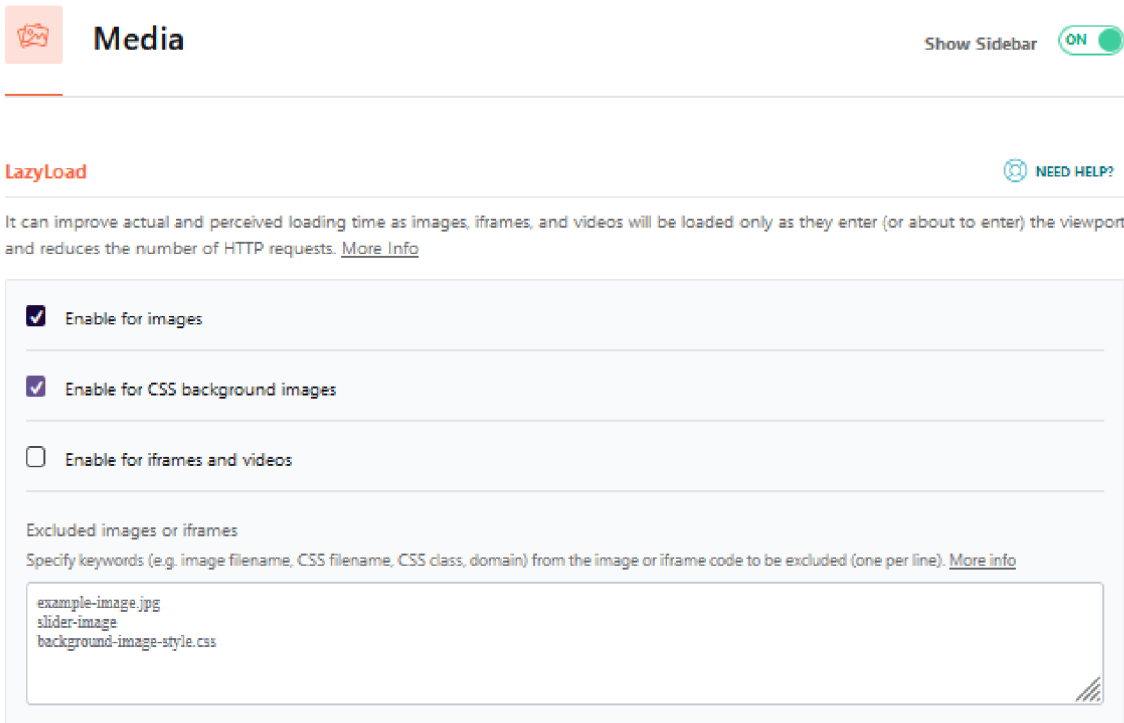 Media
Show Sidebar
ON
LazyLoad
NEED HELP?
It can improve actual and perceived loading time as images, iframes, and videos will be loaded only as they enter (or about to enter) the viewport
and reduces the number of HTTP requests. More Info
Enable for images
Enable for CSS background images
Enable for iframes and videos
Excluded images or iframes
Specify keywords (e.g. image filename, CSS filename, CSS class, domain) from the image or iframe code to be excluded (one per line). More info
example-image.jpg
slider-image
background-image-style.css